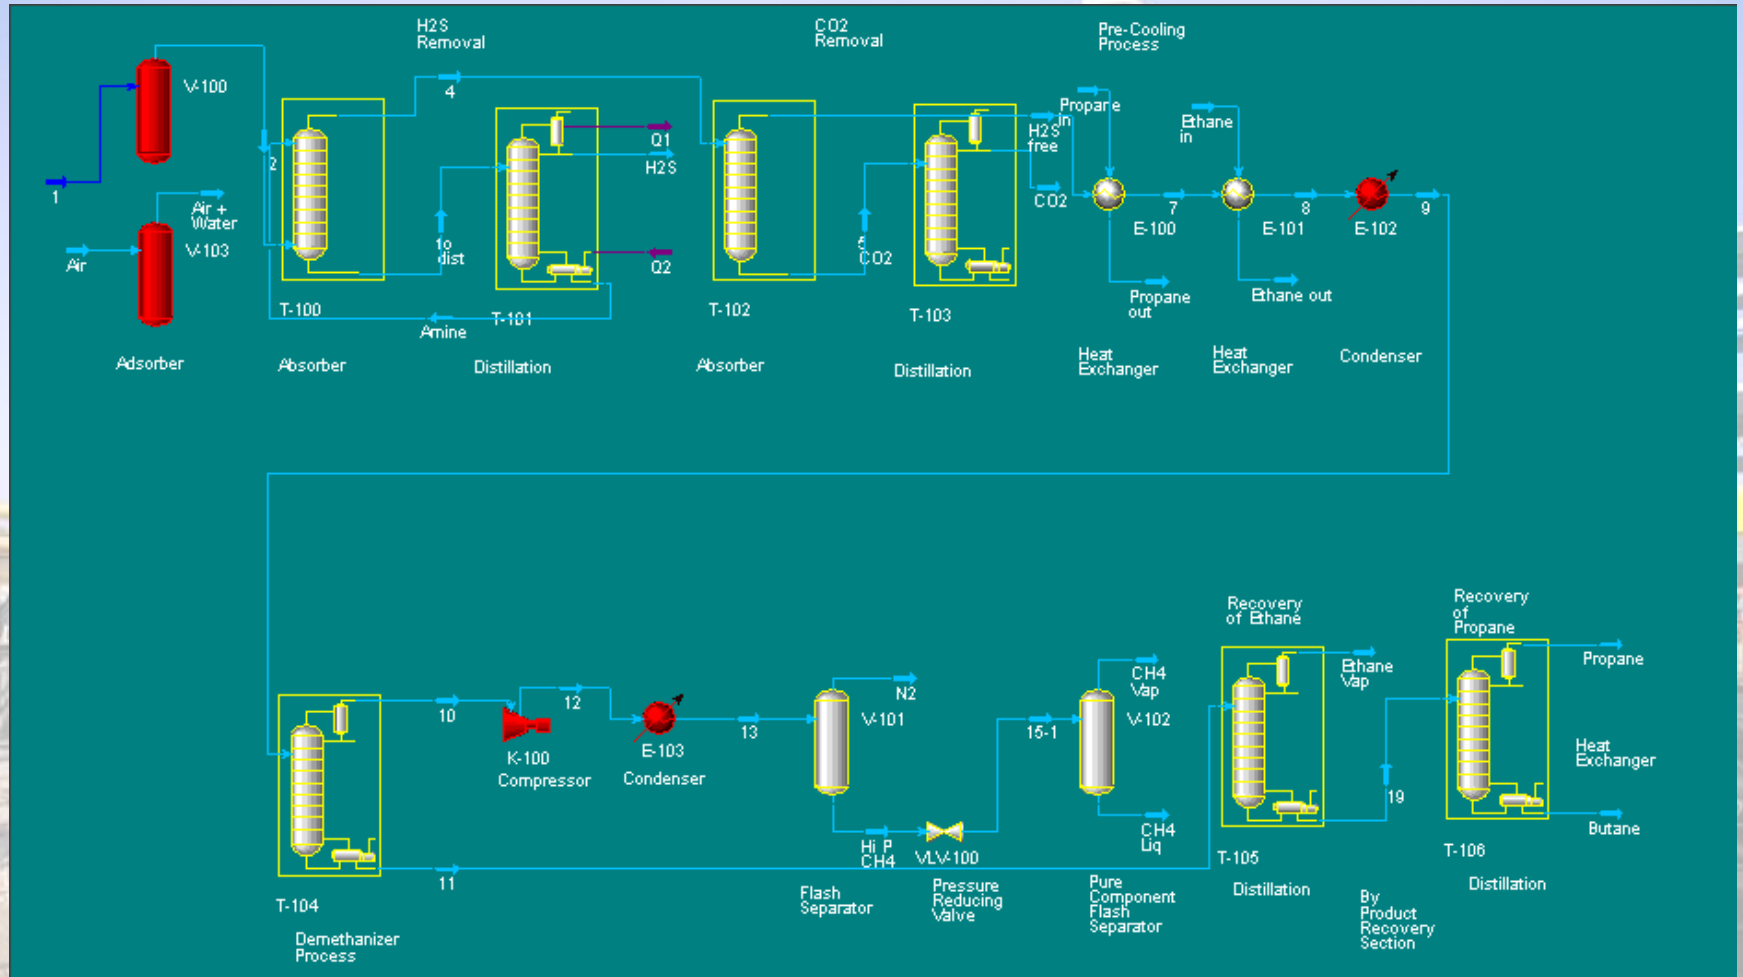 H2S
Removal
CO2
Removal
Pre-Cooling
Process
V-100
4
Propane
in
Ethane
in
Q1
H2S
H2S
free
2
1
Air +
Water
V-103
Air
to
dist
Q2
CO2
CO2
7
8
9
E-100
E-101
E-102
Propane
out
Ethane out
T-100
Amine
T-101
T-102
T-103
Adsorber
Absorber
Distillation
Absorber
Distillation
Heat
Exchanger
Heat
Exchanger
Condenser
Recovery
of Ethane
Recovery
of
Propane
10
12
13
N2
V-101
15-1
CH4
Vap
V-102
Ethane
Vap
Propane
K-100
Compressor
E-103
Condenser
Heat
Exchanger
19
Butane
Hi P
CH4
VLV-100
CH4
Liq
11
T-105
T-106
T-104
Demethanizer
Process
Flash
Separator
Pressure
Reducing
Valve
Pure
Component
Flash
Separator
Distillation
By
Product
Recovery
Section
Distillation